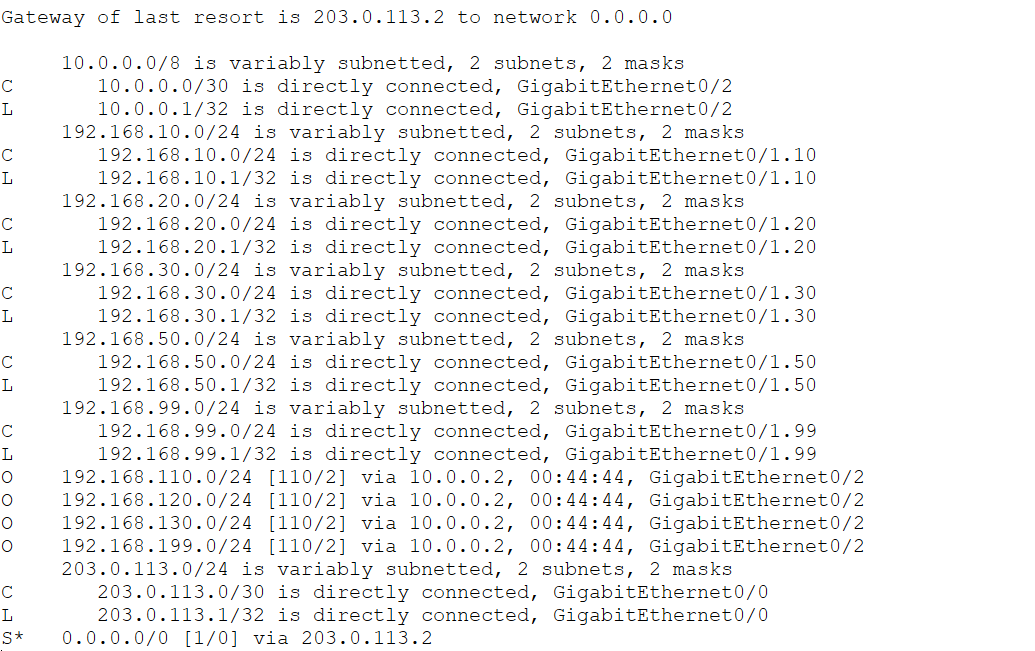 Gateway of last resort is 203.0.113.2 to network 0.0.0.0
10.0.0.0/8 is variably subnetted, 2 subnets, 2 masks
C 10.0.0.0/30 is directly connected, GigabitEthernet0/2
L 10.0.0.1/32 is directly connected, GigabitEthernet0/2
192.168.10.0/24 is variably subnetted, 2 subnets, 2 masks
C 192.168.10.0/24 is directly connected, GigabitEthernet0/1.10
L 192.168.10.1/32 is directly connected, GigabitEthernet0/1.10
192.168.20.0/24 is variably subnetted, 2 subnets, 2 masks
C 192.168.20.0/24 is directly connected, GigabitEthernet0/1.20
L 192.168.20.1/32 is directly connected, GigabitEthernet0/1.20
192.168.30.0/24 is variably subnetted, 2 subnets, 2 masks
C 192.168.30.0/24 is directly connected, GigabitEthernet0/1.30
L 192.168.30.1/32 is directly connected, GigabitEthernet0/1.30
192.168.50.0/24 is variably subnetted, 2 subnets, 2 masks
C 192.168.50.0/24 is directly connected, GigabitEthernet0/1.50
L 192.168.50.1/32 is directly connected, GigabitEthernet0/1.50
192.168.99.0/24 is variably subnetted, 2 subnets, 2 masks
C 192.168.99.0/24 is directly connected, GigabitEthernet0/1.99
L 192.168.99.1/32 is directly connected, GigabitEthernet0/1.99
O 192.168.110.0/24 [110/2] via 10.0.0.2, 00:44:44, GigabitEthernet0/2
O 192.168.120.0/24 [110/2] via 10.0.0.2, 00:44:44, GigabitEthernet0/2
O 192.168.130.0/24 [110/2] via 10.0.0.2, 00:44:44, GigabitEthernet0/2
O 192.168.199.0/24 [110/2] via 10.0.0.2, 00:44:44, GigabitEthernet0/2
203.0.113.0/24 is variably subnetted, 2 subnets, 2 masks
C 203.0.113.0/30 is directly connected, GigabitEthernet0/0
L 203.0.113.1/32 is directly connected, GigabitEthernet0/0
S* 0.0.0.0/0 [1/0] via 203.0.113.2